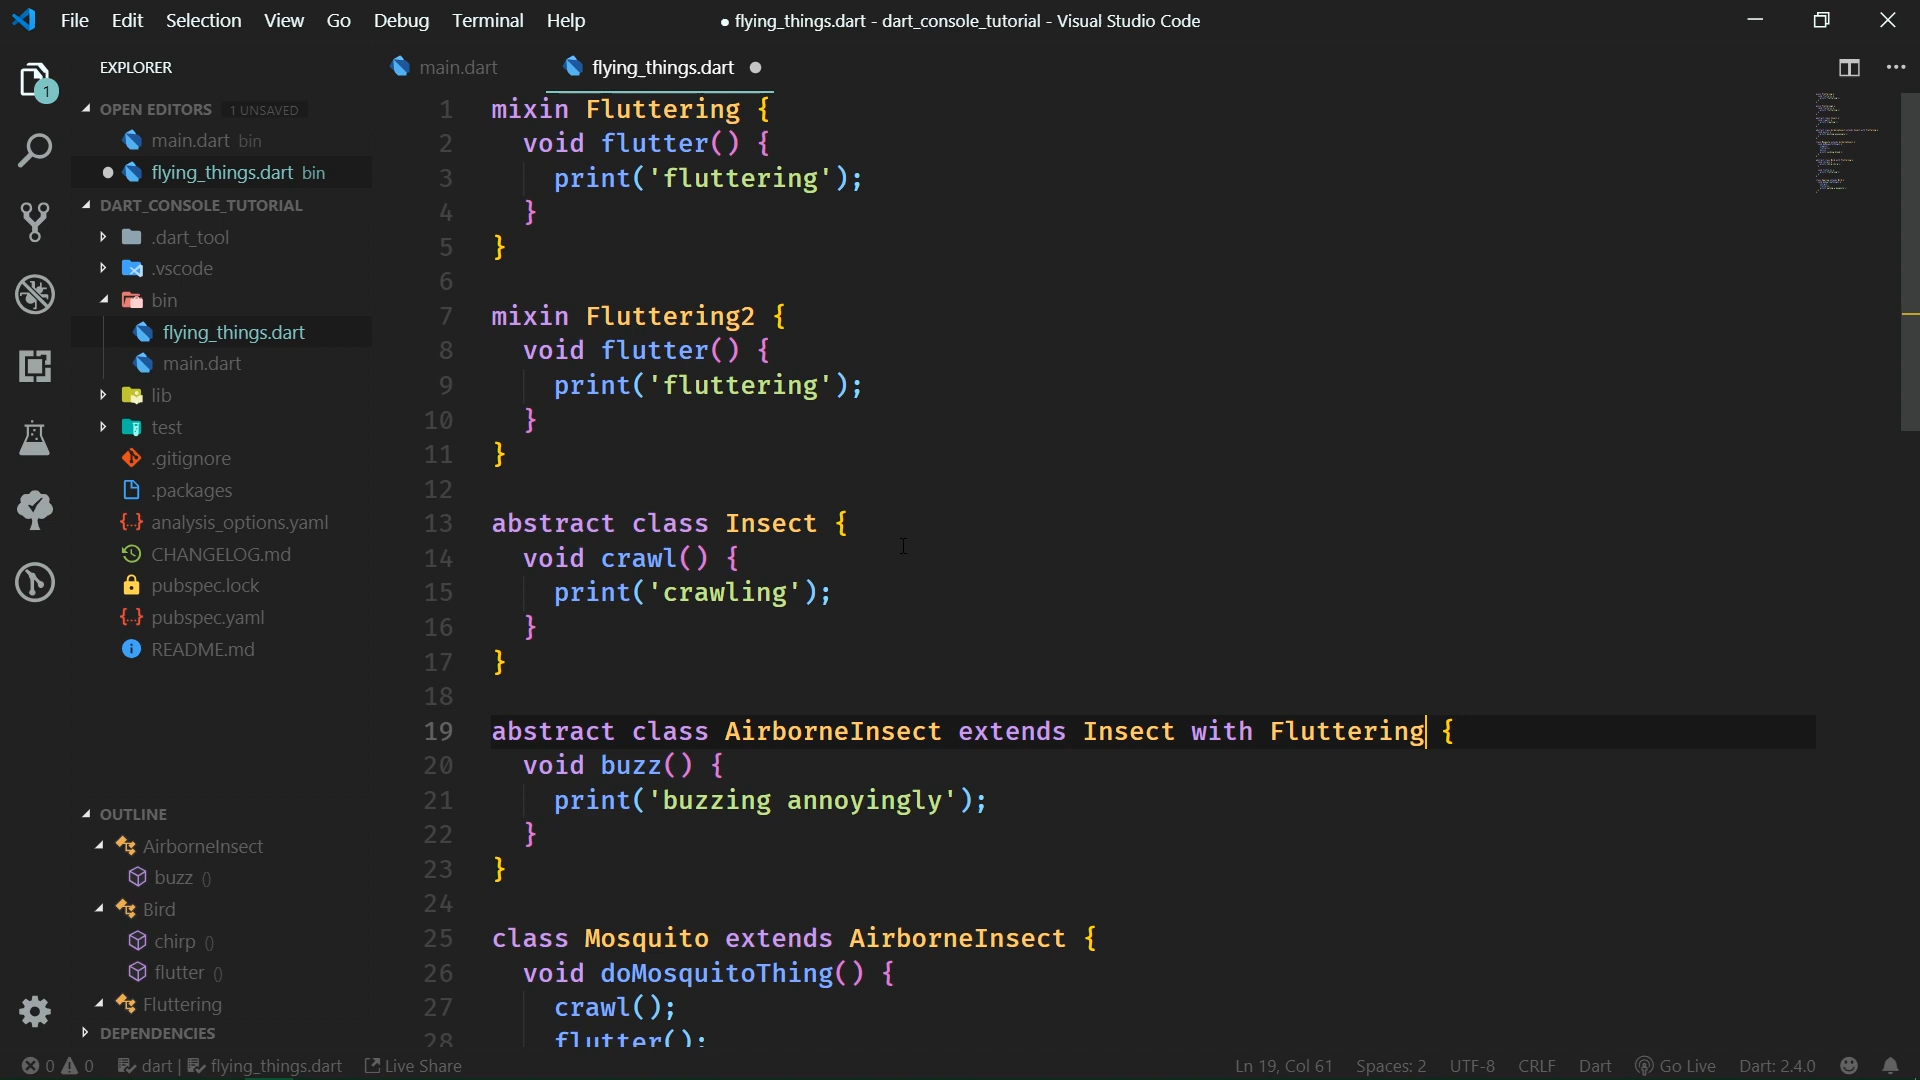 File Edit Selection View Go Debug Terminal Help
● flying_things.dart - dart_console_tutorial - Visual Studio Code
EXPLORER
1
OPEN EDITORS 1 UNSAVED
main.dart bin
flying_things.dart bin
DART_CONSOLE_TUTORIAL
.dart_tool
.vscode
bin
flying_things.dart
main.dart
lib
test
.gitignore
.packages
analysis_options.yaml
CHANGELOG.md
pubspec.lock
pubspec.yaml
README.md
OUTLINE
AirborneInsect
buzz ()
Bird
chirp ()
flutter ()
Fluttering
DEPENDENCIES
main.dart
flying_things.dart
1 mixin Fluttering {
2 void flutter() {
3 print('fluttering');
4 }
5 }
6
7 mixin Fluttering2 {
8 void flutter() {
9 print('fluttering');
10 }
11 }
12
13 abstract class Insect {
14 void crawl() {
15 print('crawling');
16 }
17 }
18
19 abstract class AirborneInsect extends Insect with Fluttering {
20 void buzz() {
21 print('buzzing annoyingly');
22 }
23 }
24
25 class Mosquito extends AirborneInsect {
26 void doMosquitoThing() {
27 crawl();
28 flutter();
0 0 dart | flying_things.dart Live Share Ln 19, Col 61 Spaces: 2 UTF-8 CRLF Dart Go Live Dart: 2.4.0